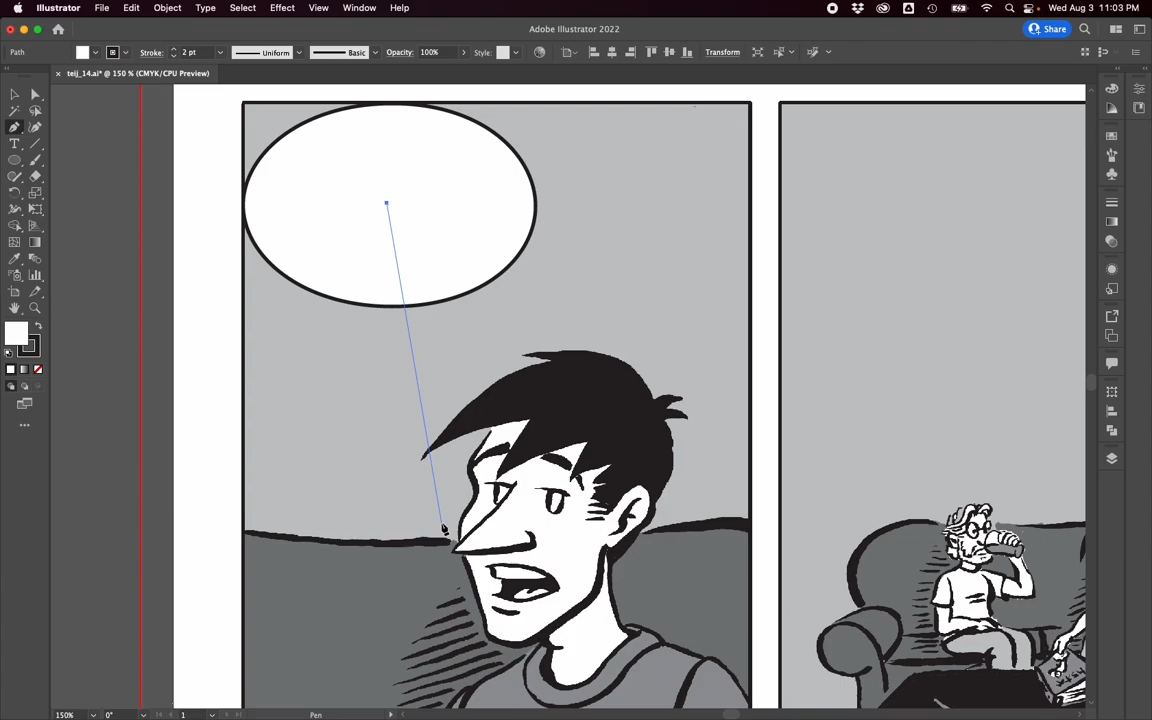 Illustrator File Edit Object Type Select Effect View Window Help Wed Aug 3 11:03 PM
Adobe Illustrator 2022
Share
Path Stroke: 2 pt Uniform Basic Opacity: 100% Style: Transform
× teij_14.ai* @ 150 % (CMYK/CPU Preview)
150% 0° 1 Pen